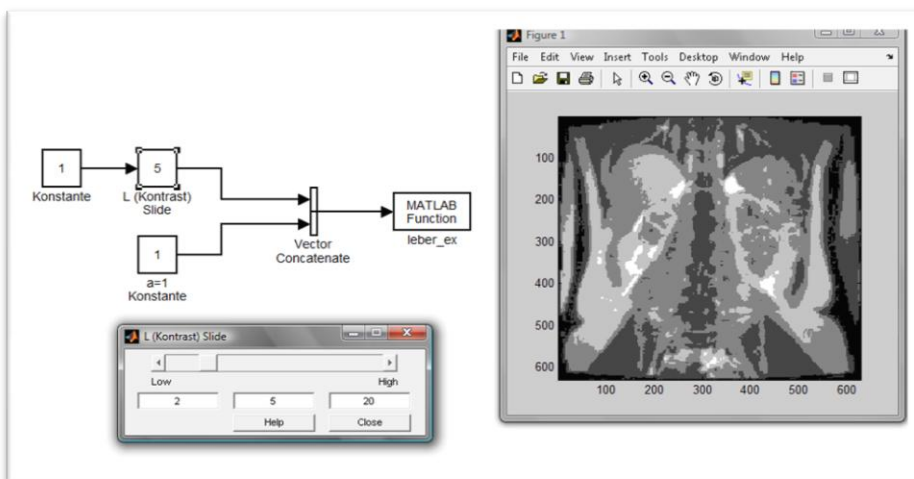 1
Konstante
5
L (Kontrast)
Slide
1
a=1
Konstante
Vector
Concatenate
MATLAB
Function
leber_ex
L (Kontrast) Slide
Low
High
2
5
20
Help
Close
Figure 1
File Edit View Insert Tools Desktop Window Help
100
200
300
400
500
600
100 200 300 400 500 600